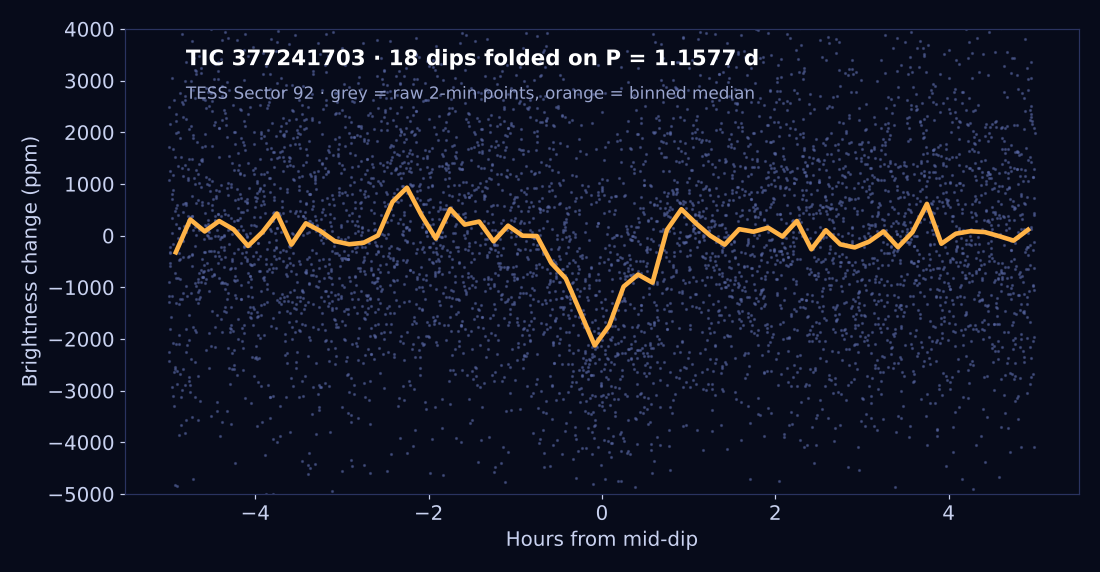 TIC 377241703 · 18 dips folded on P = 1.1577 d
TESS Sector 92 · grey = raw 2-min points, orange = binned median
Brightness change (ppm)
4000
3000
2000
1000
0
−1000
−2000
−3000
−4000
−5000
−4 −2 0 2 4
Hours from mid-dip